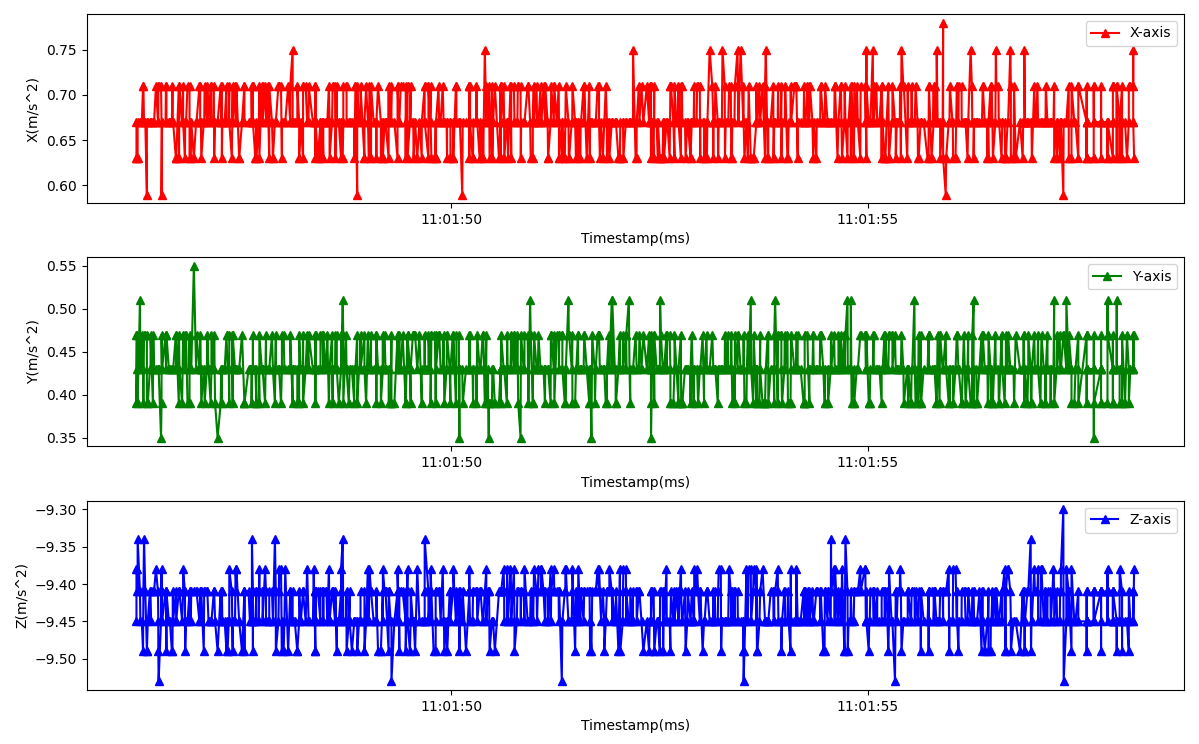 X-axis
0.75
0.70
0.65
0.60
X(m/s^2)
11:01:50
11:01:55
Timestamp(ms)
Y-axis
0.55
0.50
0.45
0.40
0.35
Y(m/s^2)
11:01:50
11:01:55
Timestamp(ms)
Z-axis
−9.30
−9.35
−9.40
−9.45
−9.50
Z(m/s^2)
11:01:50
11:01:55
Timestamp(ms)